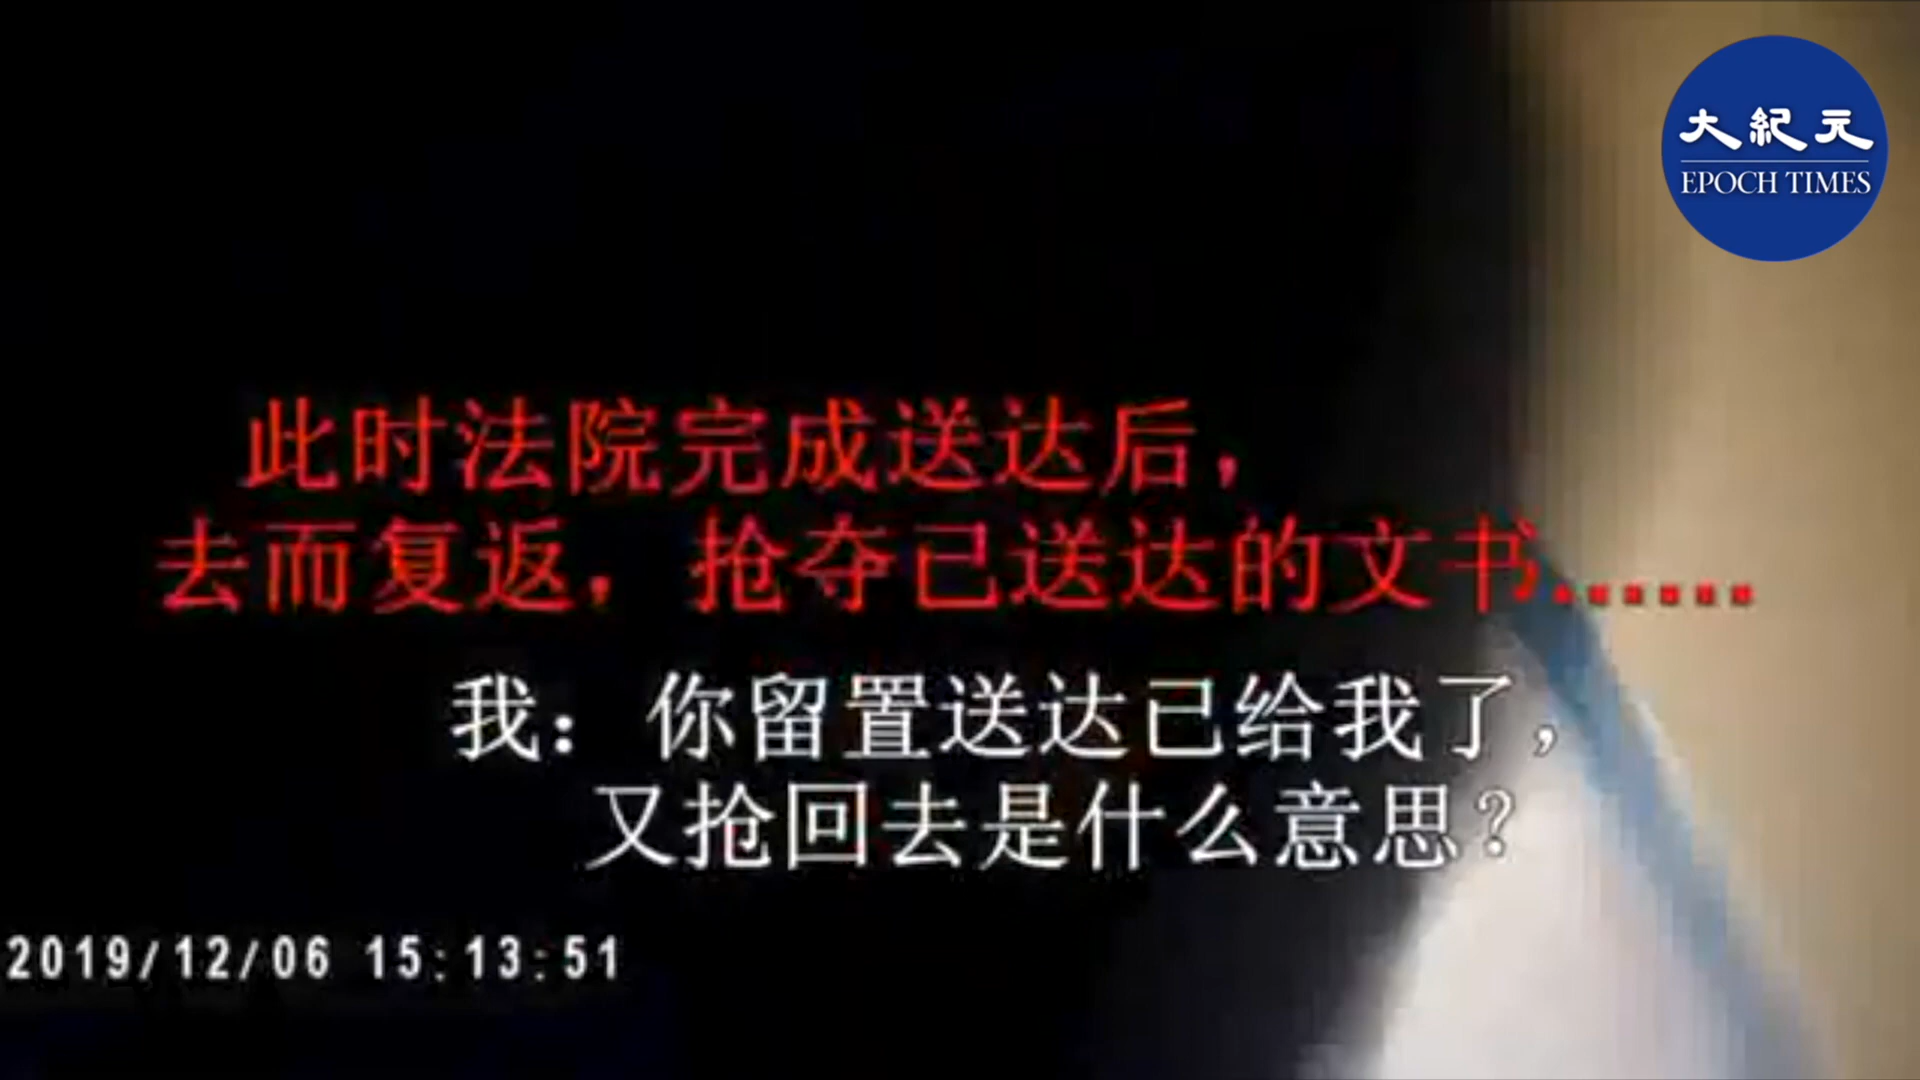 大紀元
EPOCH TIMES
此时法院完成送达后，
去而复返，抢夺已送达的文书......
我：你留置送达已给我了，
又抢回去是什么意思？
2019/12/06 15:13:51